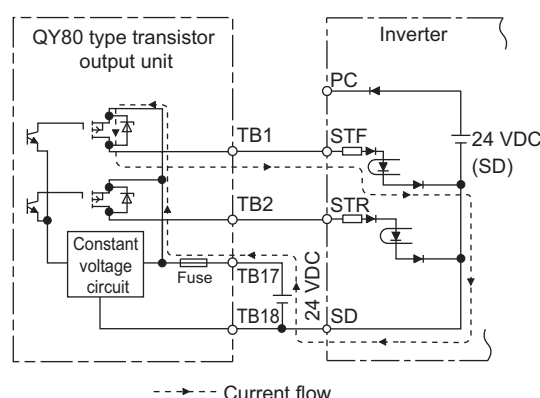 QY80 type transistor
output unit
Inverter
PC
TB1
STF
24 VDC
(SD)
TB2
STR
Constant
voltage
circuit
Fuse
TB17
24 VDC
TB18
SD
Current flow